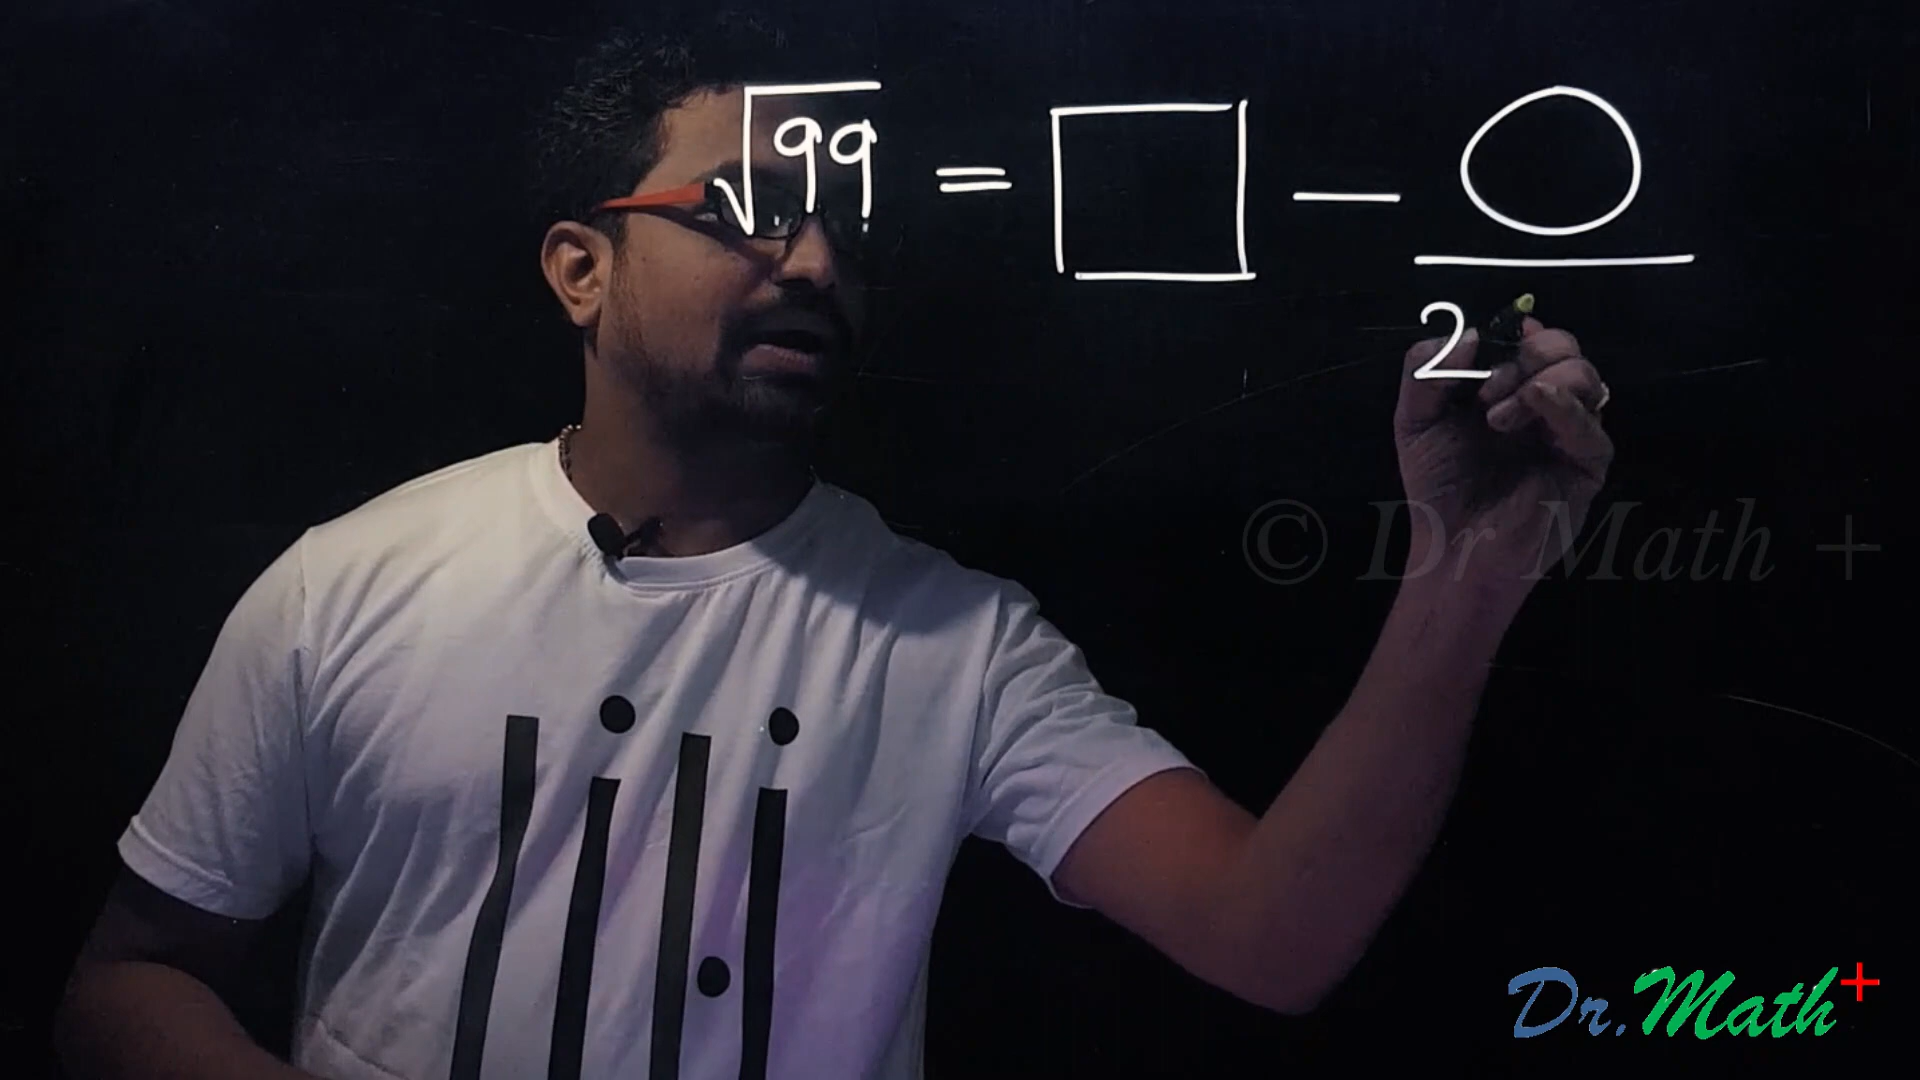 √99 = □ − ○
2
© Dr Math +
Dr. Math+